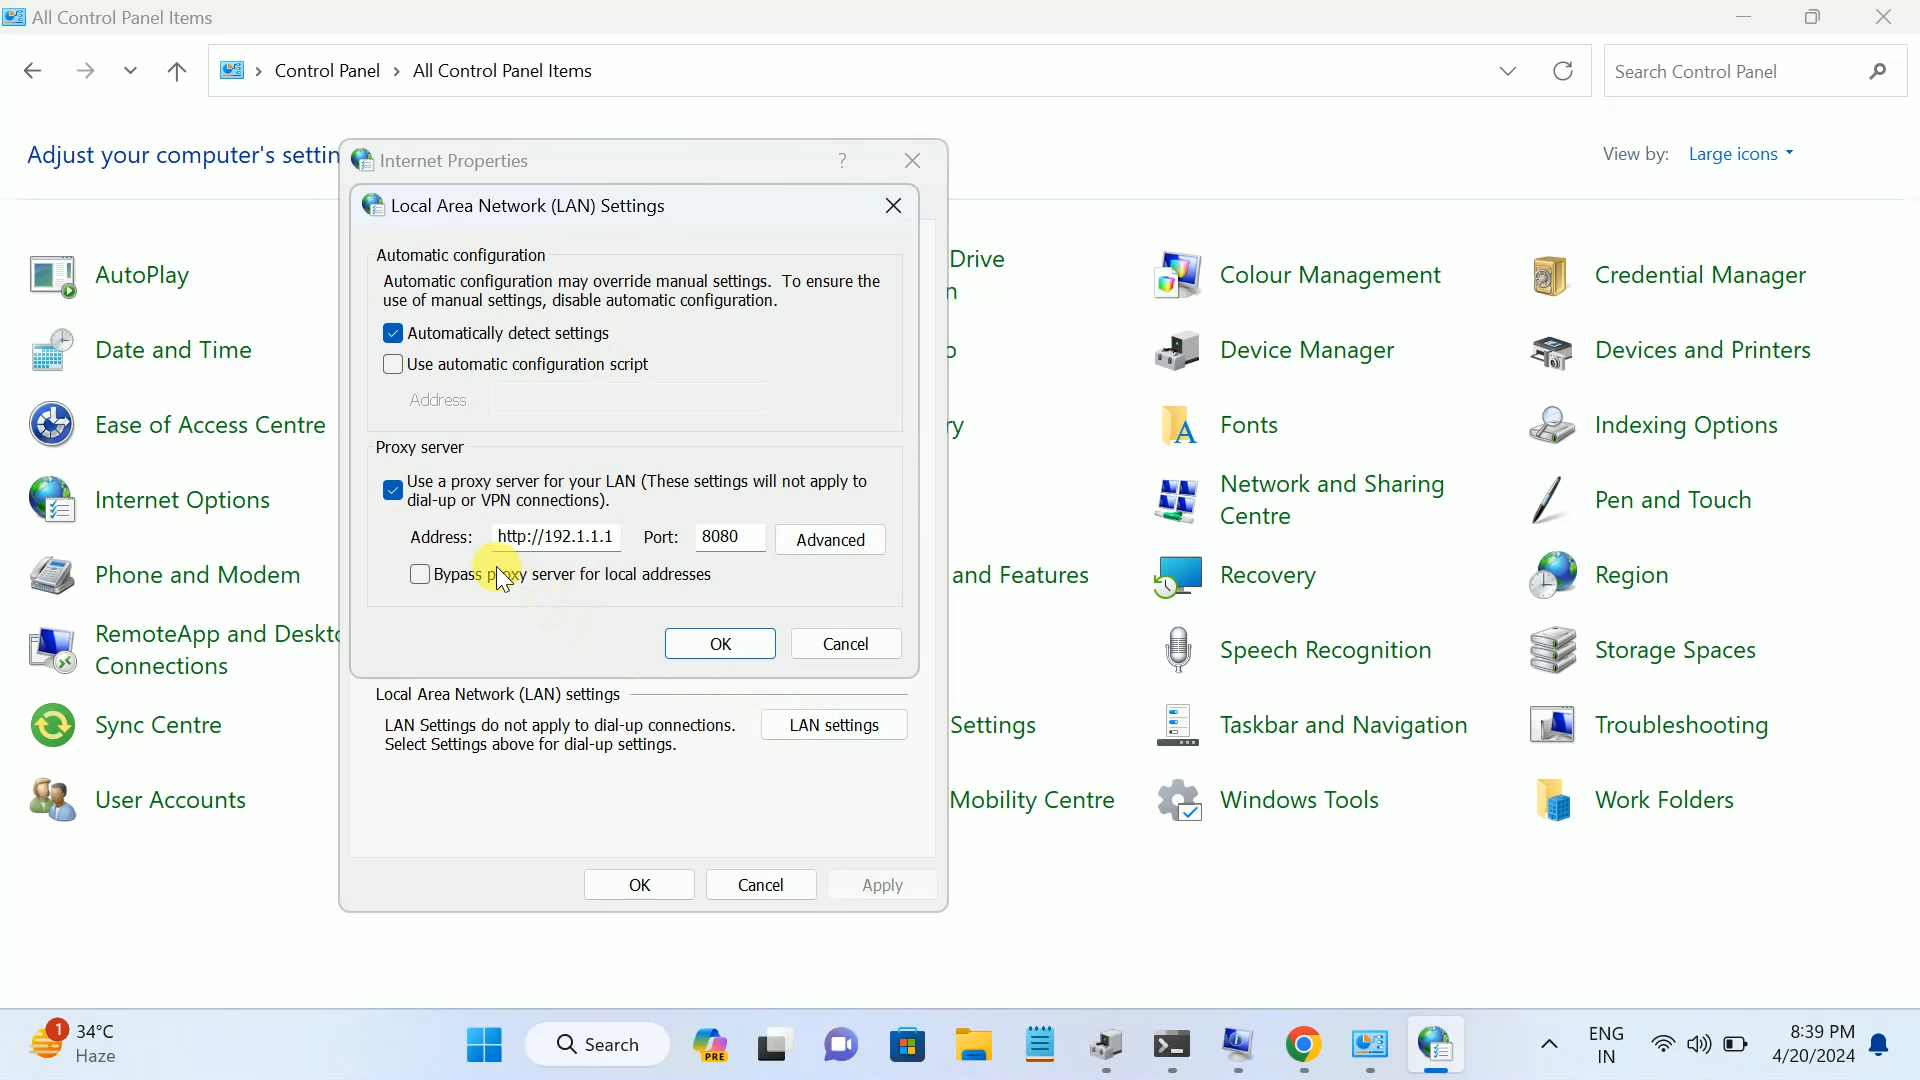 All Control Panel Items
Control Panel > All Control Panel Items
Search Control Panel
Adjust your computer's settin
View by: Large icons
Internet Properties
?
Local Area Network (LAN) Settings
Automatic configuration
Automatic configuration may override manual settings. To ensure the
use of manual settings, disable automatic configuration.
Automatically detect settings
Use automatic configuration script
Address
Proxy server
Use a proxy server for your LAN (These settings will not apply to
dial-up or VPN connections).
Address: http://192.1.1.1 Port: 8080 Advanced
Bypass proxy server for local addresses
OK Cancel
Local Area Network (LAN) settings
LAN Settings do not apply to dial-up connections.
Select Settings above for dial-up settings.
LAN settings
OK Cancel Apply
AutoPlay
Drive
n
Colour Management
Credential Manager
Date and Time
Device Manager
Devices and Printers
Ease of Access Centre
ry
Fonts
Indexing Options
Internet Options
Network and Sharing
Centre
Pen and Touch
Phone and Modem
and Features
Recovery
Region
RemoteApp and Deskto
Connections
Speech Recognition
Storage Spaces
Sync Centre
Settings
Taskbar and Navigation
Troubleshooting
User Accounts
Mobility Centre
Windows Tools
Work Folders
1
34°C
Haze
Search
PRE
ENG
IN
8:39 PM
4/20/2024